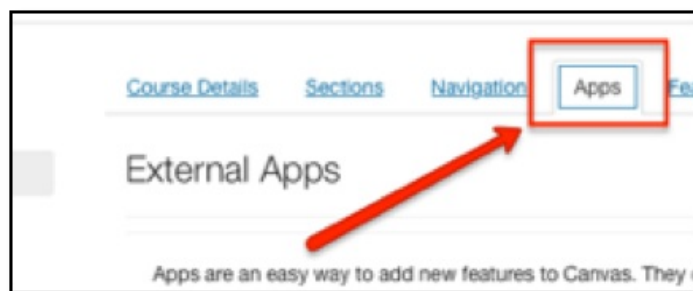 Course Details Sections Navigation Apps Fea
External Apps
Apps are an easy way to add new features to Canvas. They